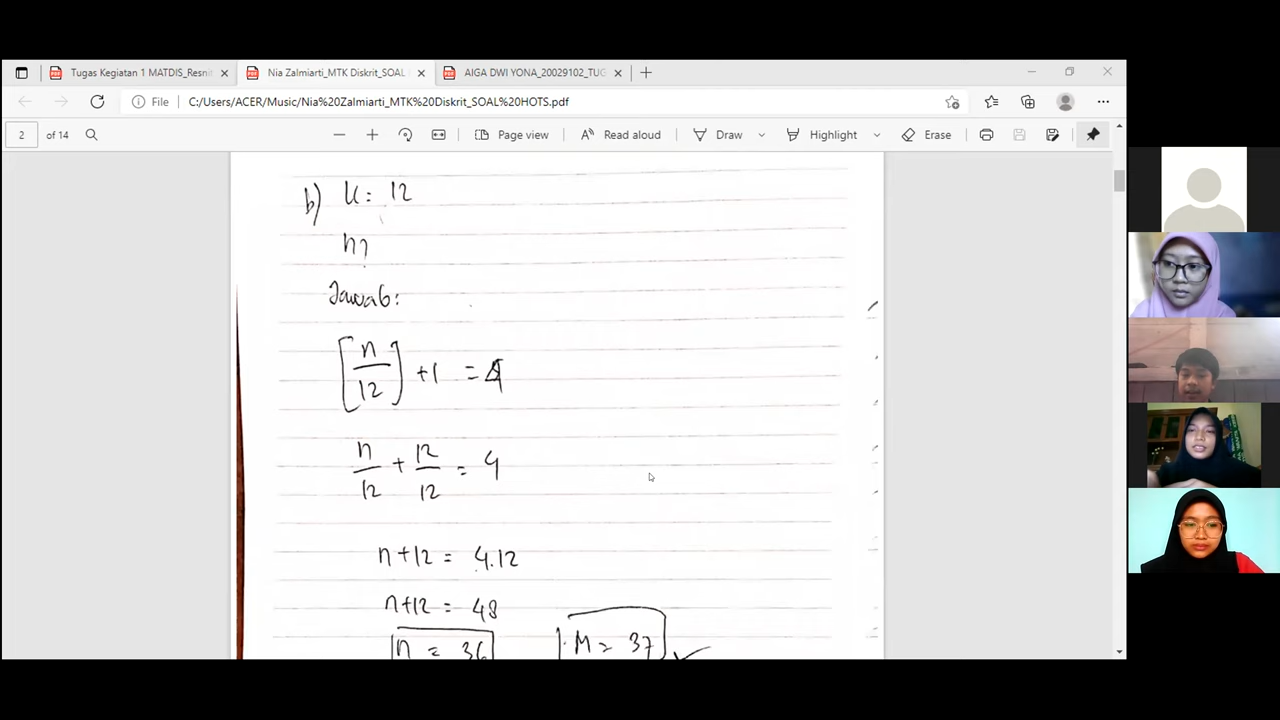 Tugas Kegiatan 1 MATDIS_Resni
Nia Zalmiarti_MTK Diskrit_SOAL
AIGA DWI YONA_20029102_TUG
File
C:/Users/ACER/Music/Nia%20Zalmiarti_MTK%20Diskrit_SOAL%20HOTS.pdf
2 of 14
Page view
Read aloud
Draw
Highlight
Erase
b) k = 12
n?
Jawab:
[n/12] + 1 = 4
n/12 + 12/12 = 4
n + 12 = 4.12
n + 12 = 48
n = 36
M = 37